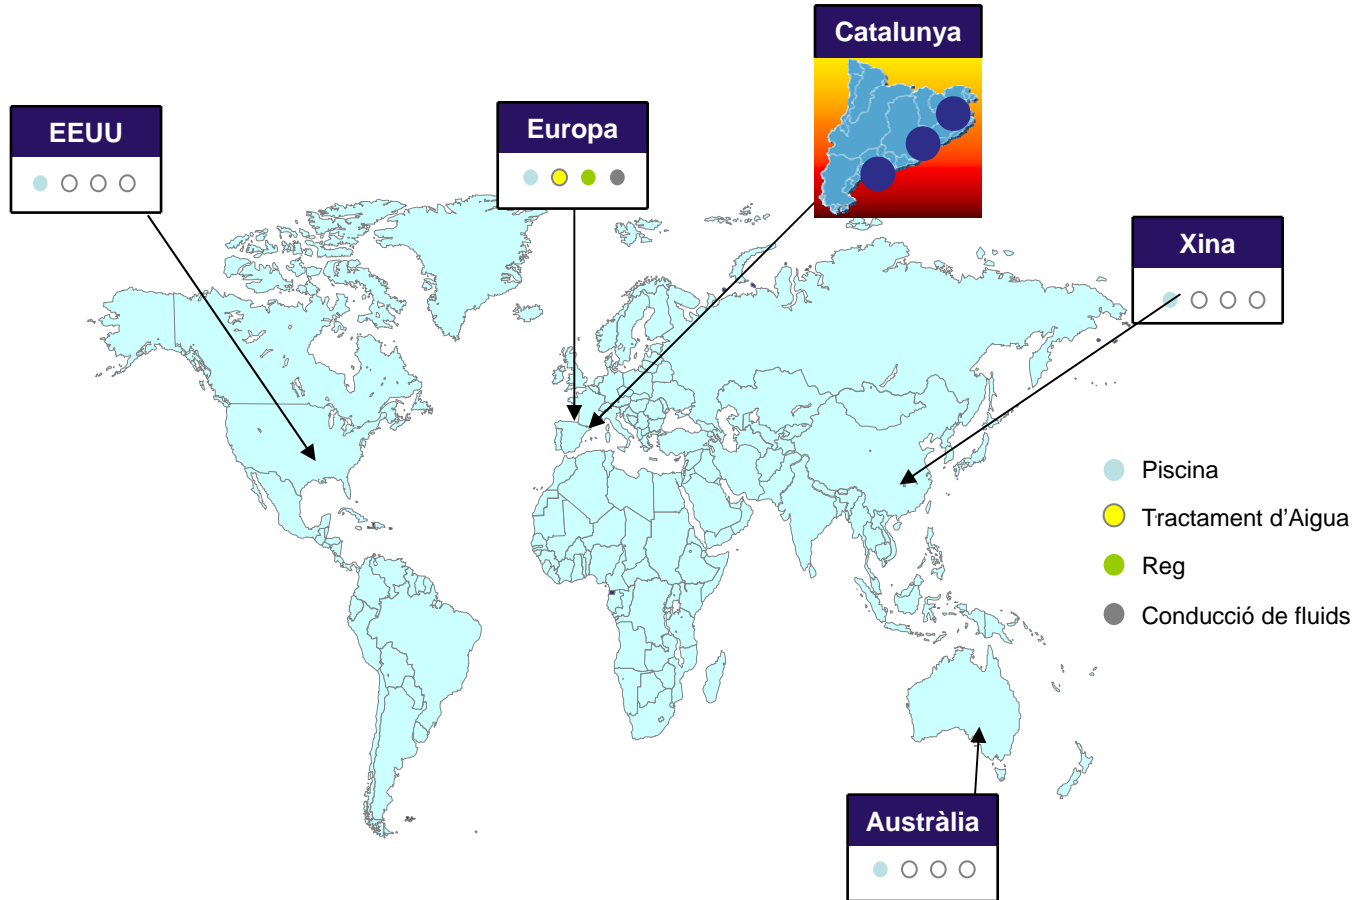 Catalunya
EEUU
Europa
Xina
Piscina
Tractament d'Aigua
Reg
Conducció de fluids
Austràlia